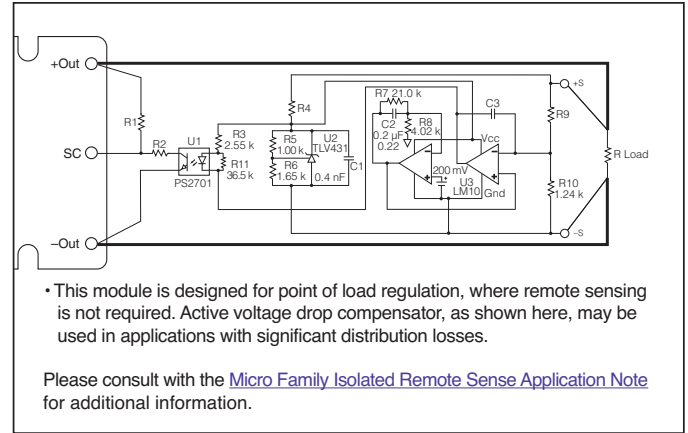 +Out
R1
SC
R2
U1
PS2701
R3
2.55 k
R11
36.5 k
–Out
R4
R5
1.00 k
R6
1.65 k
U2
TLV431
0.4 nF
C1
R7 21.0 k
C2
0.2 µF
0.22
R8
4.02 k
200 mV
Vcc
U3
LM10
Gnd
C3
R9
R10
1.24 k
+S
–S
R Load
• This module is designed for point of load regulation, where remote sensing
is not required. Active voltage drop compensator, as shown here, may be
used in applications with significant distribution losses.
Please consult with the Micro Family Isolated Remote Sense Application Note
for additional information.